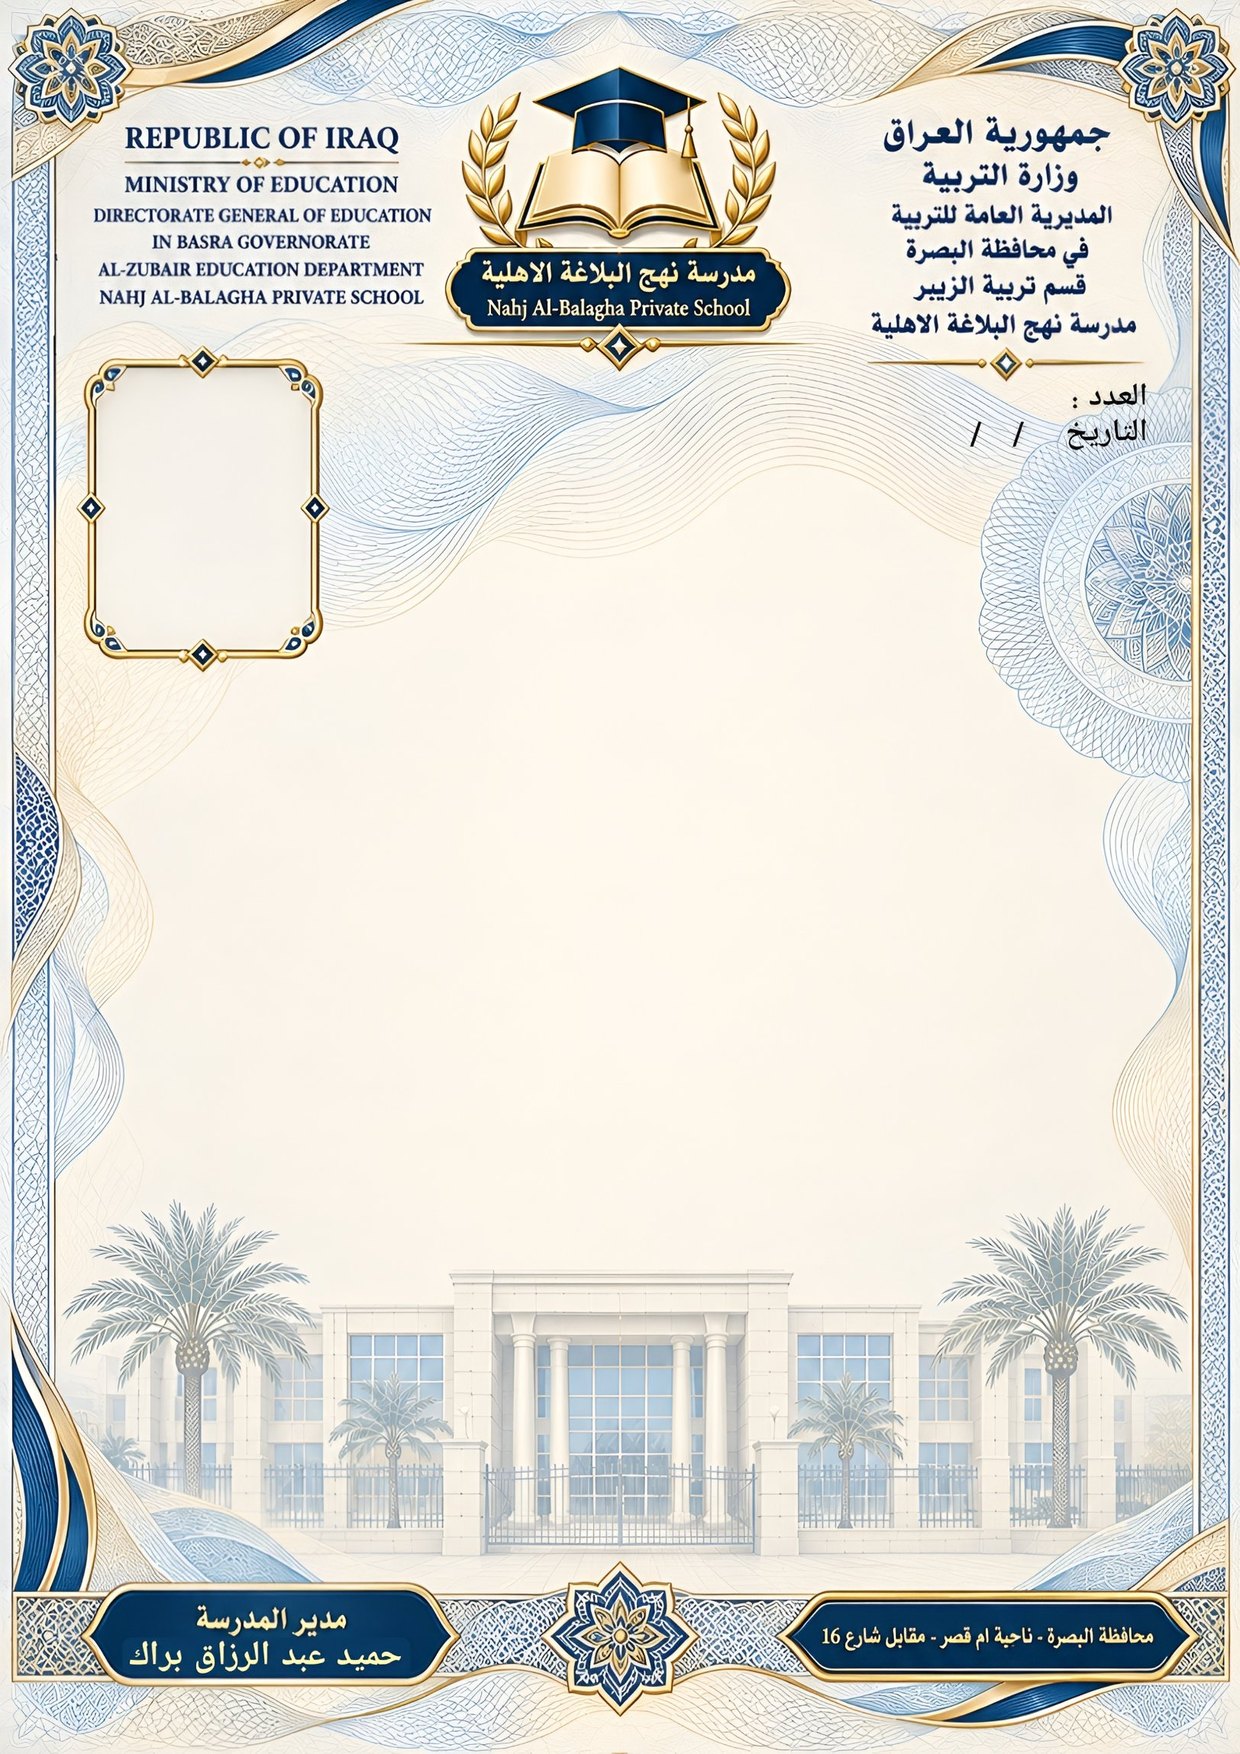 REPUBLIC OF IRAQ
MINISTRY OF EDUCATION
DIRECTORATE GENERAL OF EDUCATION
IN BASRA GOVERNORATE
AL-ZUBAIR EDUCATION DEPARTMENT
NAHJ AL-BALAGHA PRIVATE SCHOOL
مدرسة نهج البلاغة الاهلية
Nahj Al-Balagha Private School
جمهورية العراق
وزارة التربية
المديرية العامة للتربية
في محافظة البصرة
قسم تربية الزبير
مدرسة نهج البلاغة الاهلية
العدد :
التاريخ / /
مدير المدرسة
حميد عبد الرزاق براك
محافظة البصرة - ناحية ام قصر - مقابل شارع 16